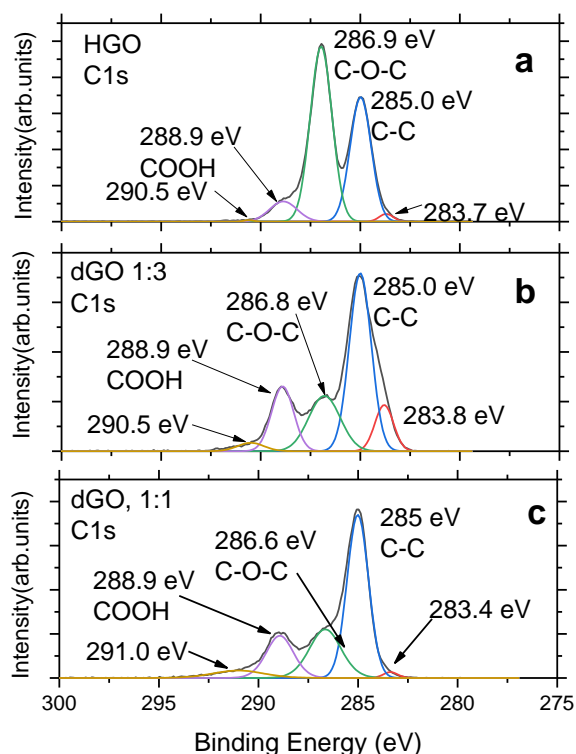 HGO
C1s
286.9 eV
C-O-C
a
285.0 eV
C-C
288.9 eV
COOH
290.5 eV
283.7 eV
Intensity(arb.units)
dGO 1:3
C1s
286.8 eV
C-O-C
285.0 eV
C-C
b
288.9 eV
COOH
290.5 eV
283.8 eV
Intensity(arb.units)
dGO, 1:1
C1s
286.6 eV
C-O-C
285 eV
C-C
c
288.9 eV
COOH
291.0 eV
283.4 eV
Intensity(arb.units)
300 295 290 285 280 275
Binding Energy (eV)